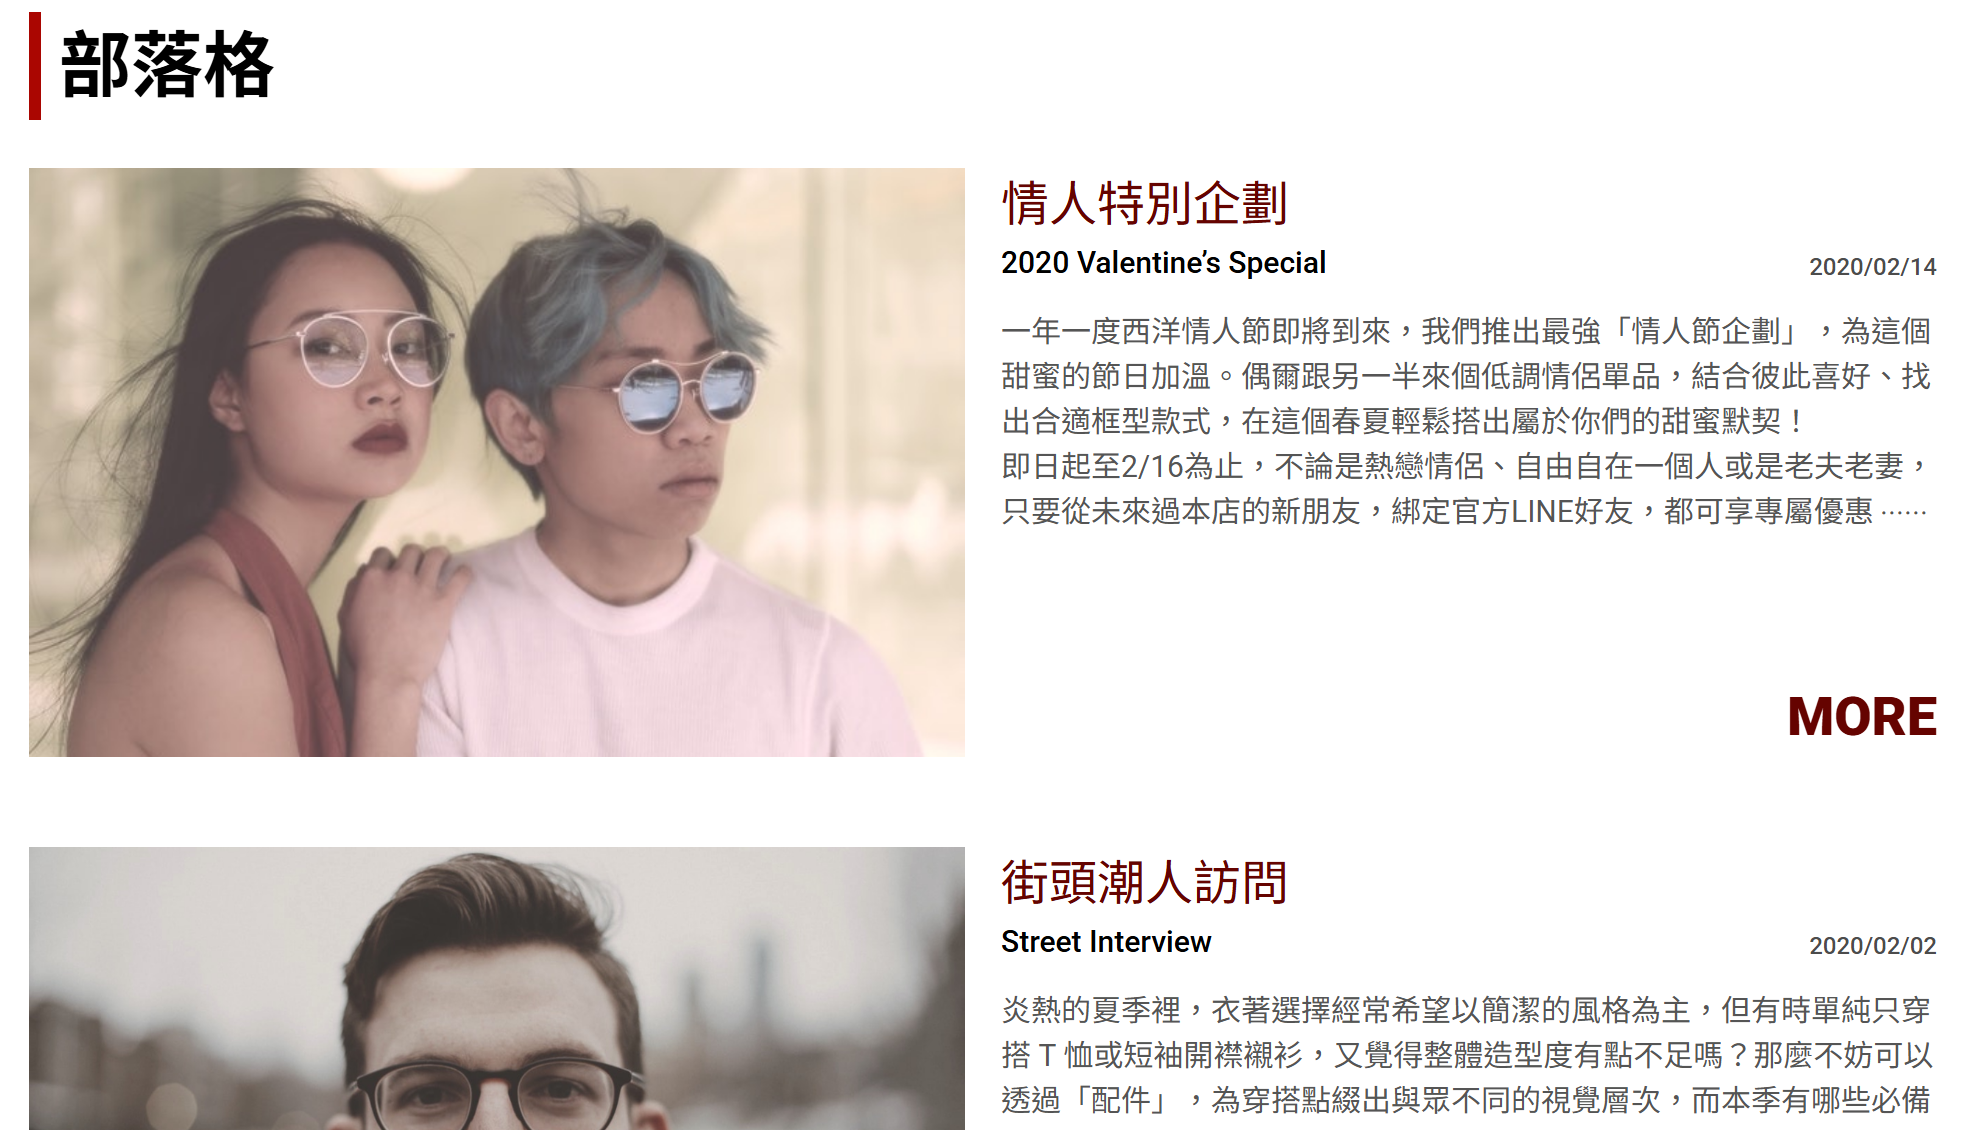 部落格
情人特別企劃
2020 Valentine’s Special
2020/02/14
一年一度西洋情人節即將到來，我們推出最強「情人節企劃」，為這個
甜蜜的節日加溫。偶爾跟另一半來個低調情侶單品，結合彼此喜好、找
出合適框型款式，在這個春夏輕鬆搭出屬於你們的甜蜜默契！
即日起至2/16為止，不論是熱戀情侶、自由自在一個人或是老夫老妻，
只要從未來過本店的新朋友，綁定官方LINE好友，都可享專屬優惠 ⋯⋯
MORE
街頭潮人訪問
Street Interview
2020/02/02
炎熱的夏季裡，衣著選擇經常希望以簡潔的風格為主，但有時單純只穿
搭 T 恤或短袖開襟襯衫，又覺得整體造型度有點不足嗎？那麼不妨可以
透過「配件」，為穿搭點綴出與眾不同的視覺層次，而本季有哪些必備